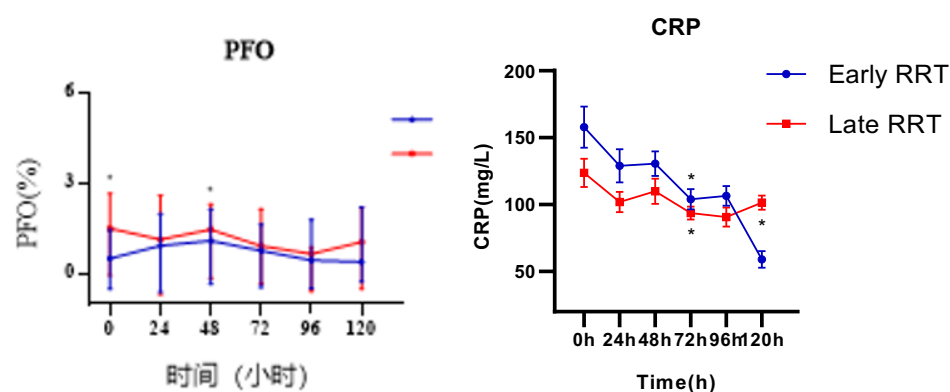 PFO
6
3
0
PFO(%)
*
*
0 24 48 72 96 120
时间 (小时)
CRP
200
150
100
50
CRP(mg/L)
Early RRT
Late RRT
*
*
*
0h 24h 48h 72h 96h 120h
Time(h)